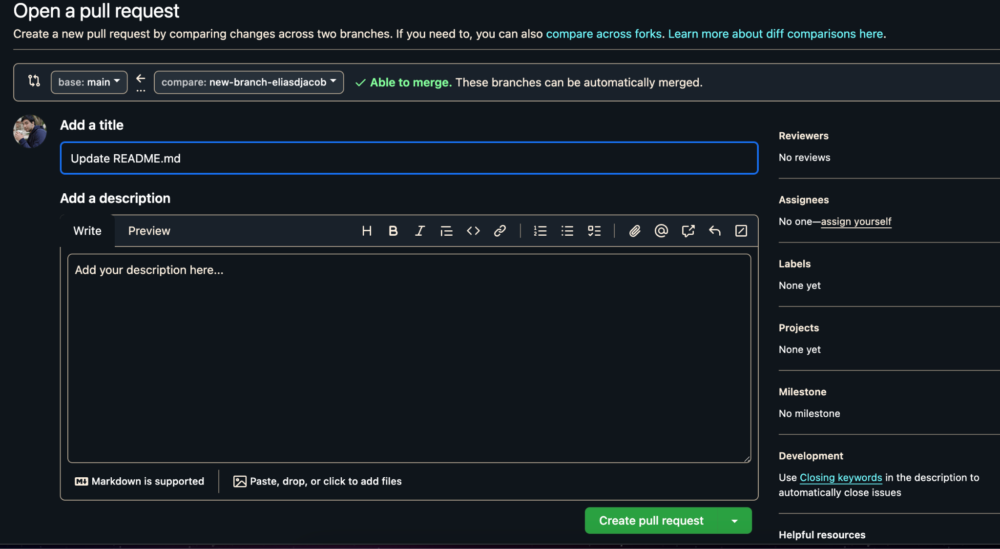 Open a pull request
Create a new pull request by comparing changes across two branches. If you need to, you can also compare across forks. Learn more about diff comparisons here.
base: main
compare: new-branch-eliasdjacob
Able to merge. These branches can be automatically merged.
Add a title
Update README.md
Add a description
Write
Preview
Add your description here...
Markdown is supported
Paste, drop, or click to add files
Create pull request
Reviewers
No reviews
Assignees
No one—assign yourself
Labels
None yet
Projects
None yet
Milestone
No milestone
Development
Use Closing keywords in the description to
automatically close issues
Helpful resources